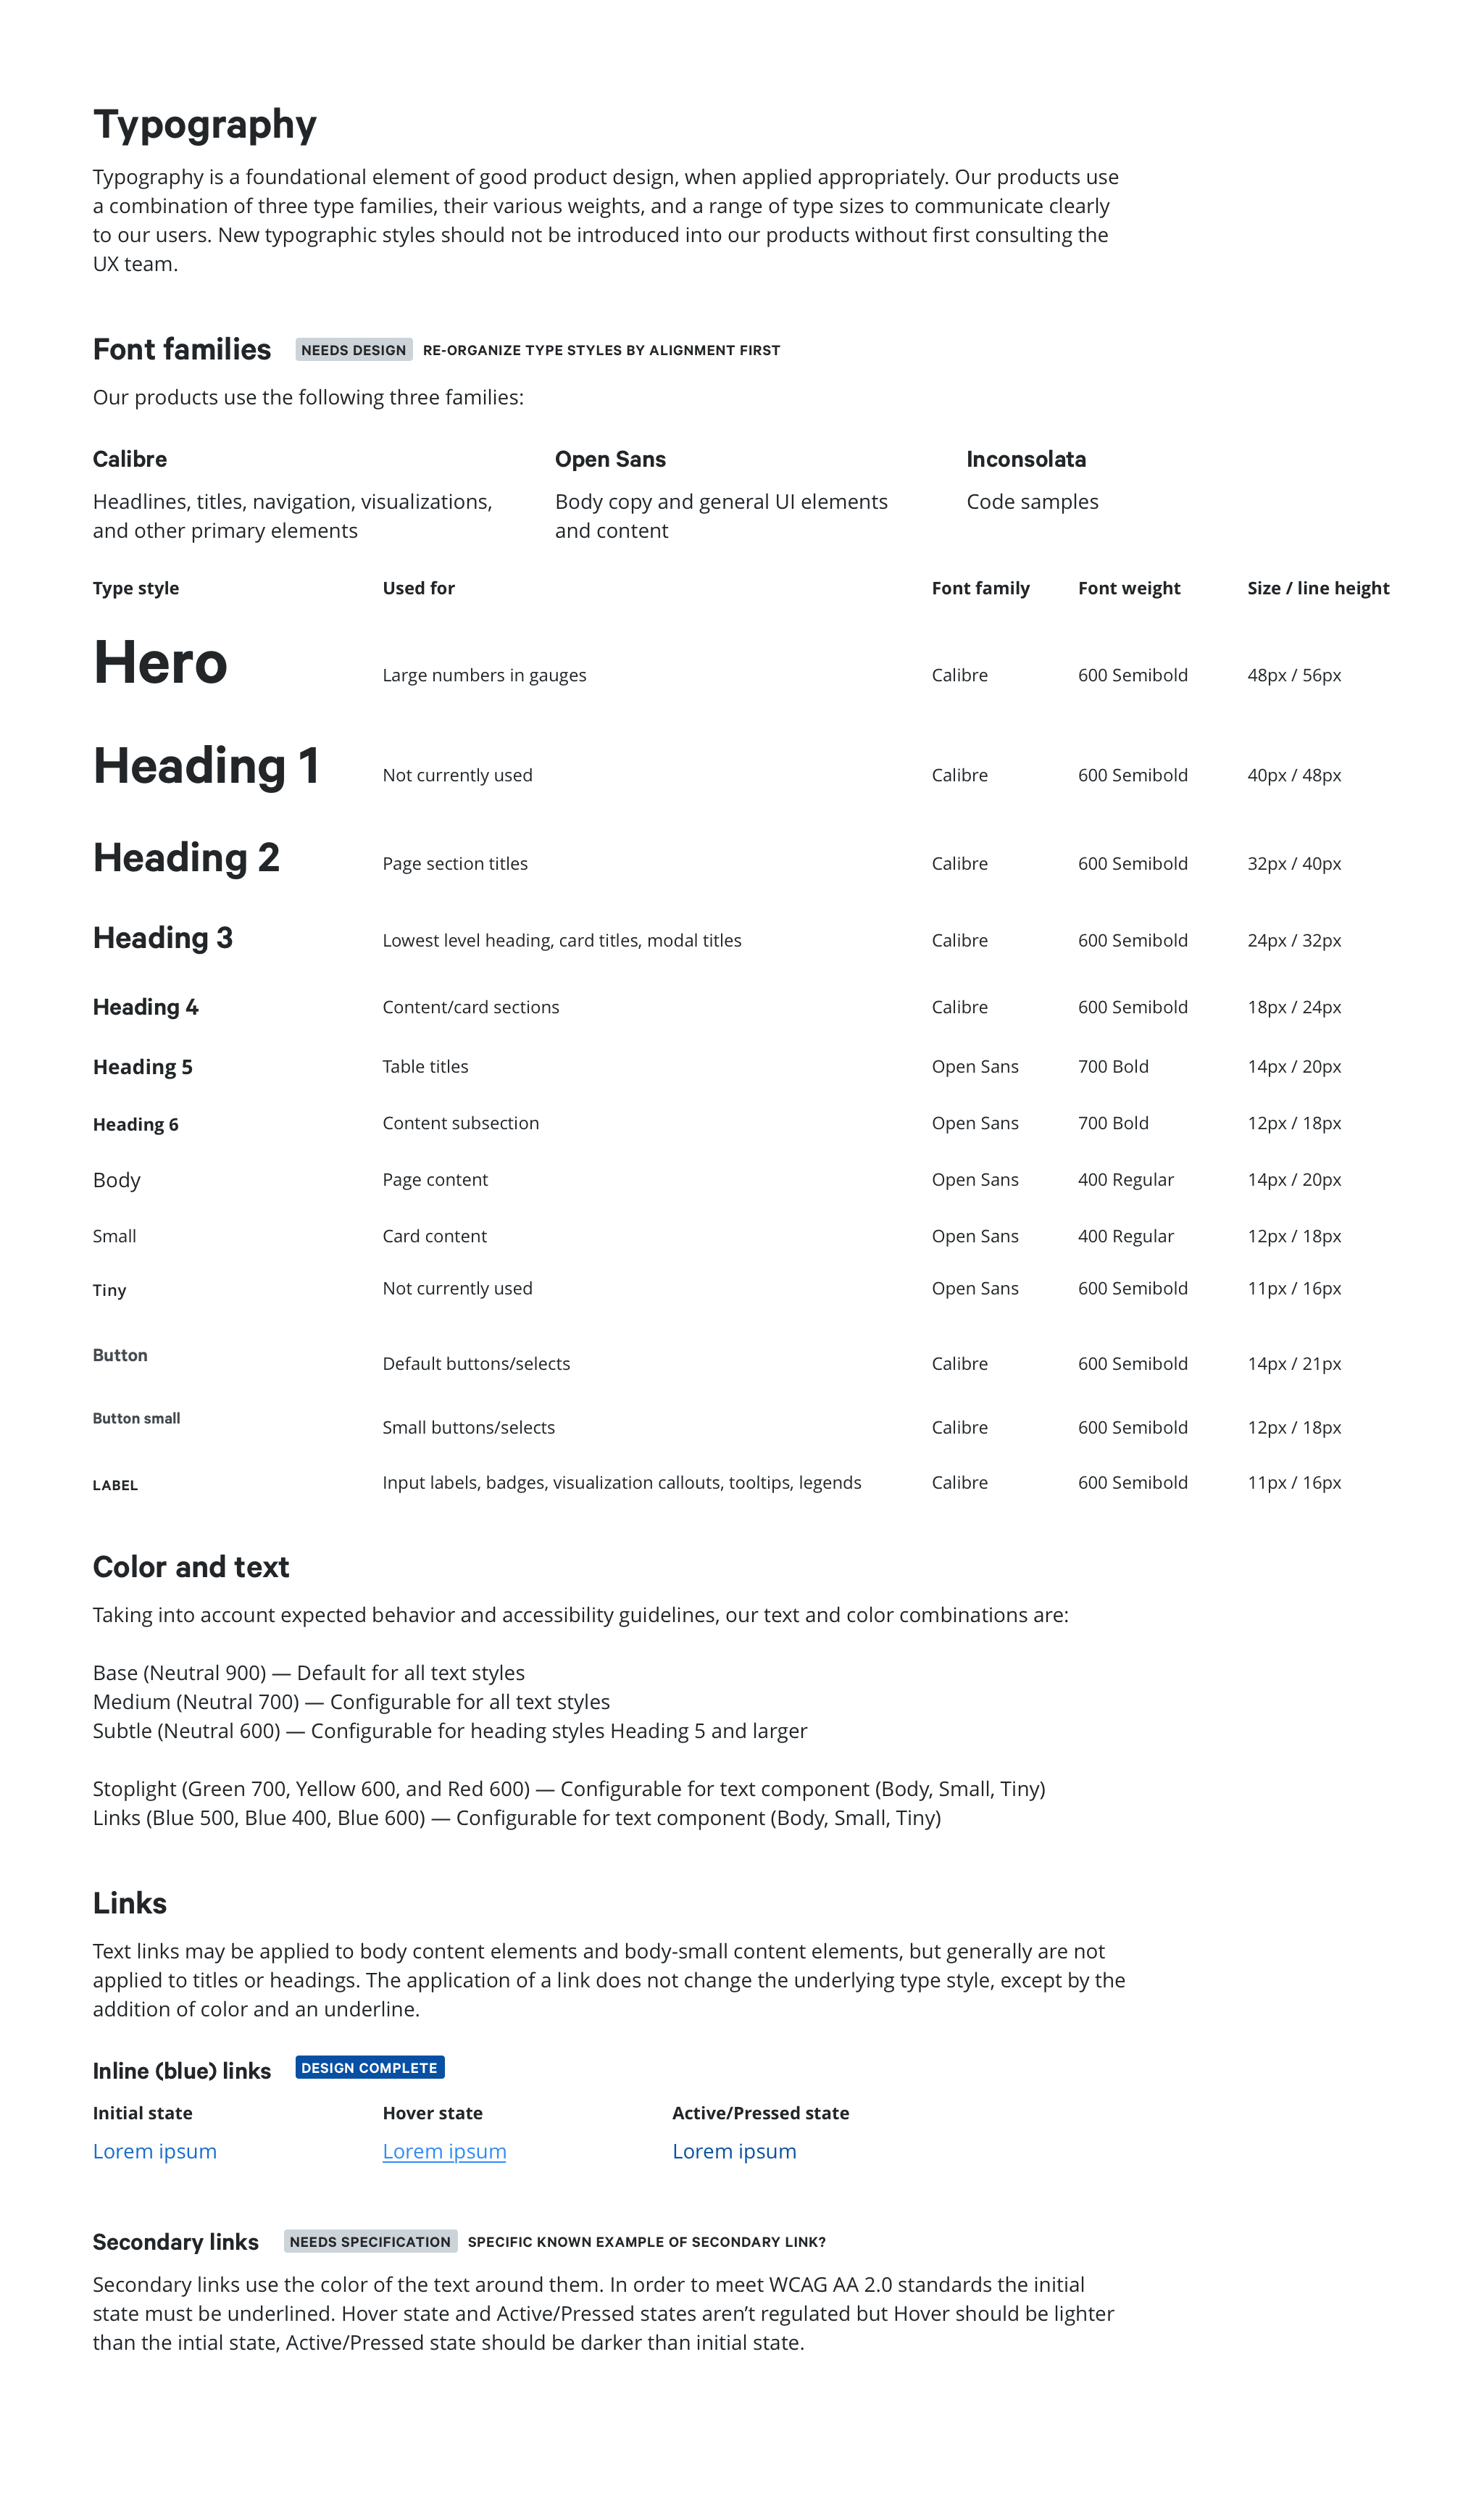 Typography
Typography is a foundational element of good product design, when applied appropriately. Our products use
a combination of three type families, their various weights, and a range of type sizes to communicate clearly
to our users. New typographic styles should not be introduced into our products without first consulting the
UX team.
Font families NEEDS DESIGN RE-ORGANIZE TYPE STYLES BY ALIGNMENT FIRST
Our products use the following three families:
Calibre Open Sans Inconsolata
Headlines, titles, navigation, visualizations, Body copy and general UI elements Code samples
and other primary elements and content
Type style Used for Font family Font weight Size / line height
Hero Large numbers in gauges Calibre 600 Semibold 48px / 56px
Heading 1 Not currently used Calibre 600 Semibold 40px / 48px
Heading 2 Page section titles Calibre 600 Semibold 32px / 40px
Heading 3 Lowest level heading, card titles, modal titles Calibre 600 Semibold 24px / 32px
Heading 4 Content/card sections Calibre 600 Semibold 18px / 24px
Heading 5 Table titles Open Sans 700 Bold 14px / 20px
Heading 6 Content subsection Open Sans 700 Bold 12px / 18px
Body Page content Open Sans 400 Regular 14px / 20px
Small Card content Open Sans 400 Regular 12px / 18px
Tiny Not currently used Open Sans 600 Semibold 11px / 16px
Button Default buttons/selects Calibre 600 Semibold 14px / 21px
Button small Small buttons/selects Calibre 600 Semibold 12px / 18px
LABEL Input labels, badges, visualization callouts, tooltips, legends Calibre 600 Semibold 11px / 16px
Color and text
Taking into account expected behavior and accessibility guidelines, our text and color combinations are:
Base (Neutral 900) — Default for all text styles
Medium (Neutral 700) — Configurable for all text styles
Subtle (Neutral 600) — Configurable for heading styles Heading 5 and larger
Stoplight (Green 700, Yellow 600, and Red 600) — Configurable for text component (Body, Small, Tiny)
Links (Blue 500, Blue 400, Blue 600) — Configurable for text component (Body, Small, Tiny)
Links
Text links may be applied to body content elements and body-small content elements, but generally are not
applied to titles or headings. The application of a link does not change the underlying type style, except by the
addition of color and an underline.
Inline (blue) links DESIGN COMPLETE
Initial state Hover state Active/Pressed state
Lorem ipsum Lorem ipsum Lorem ipsum
Secondary links NEEDS SPECIFICATION SPECIFIC KNOWN EXAMPLE OF SECONDARY LINK?
Secondary links use the color of the text around them. In order to meet WCAG AA 2.0 standards the initial
state must be underlined. Hover state and Active/Pressed states aren’t regulated but Hover should be lighter
than the intial state, Active/Pressed state should be darker than initial state.